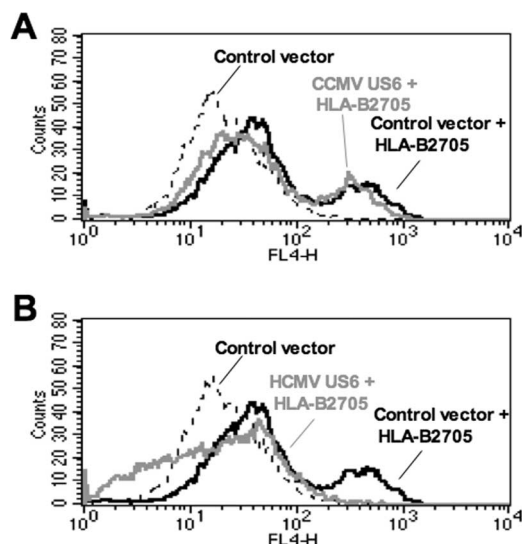 A
80
70
60
50
40
30
20
10
0
Counts
Control vector
CCMV US6 +
HLA-B2705
Control vector +
HLA-B2705
10^0 10^1 10^2 10^3 10^4
FL4-H
B
80
70
60
50
40
30
20
10
0
Counts
Control vector
HCMV US6 +
HLA-B2705
Control vector +
HLA-B2705
10^0 10^1 10^2 10^3 10^4
FL4-H